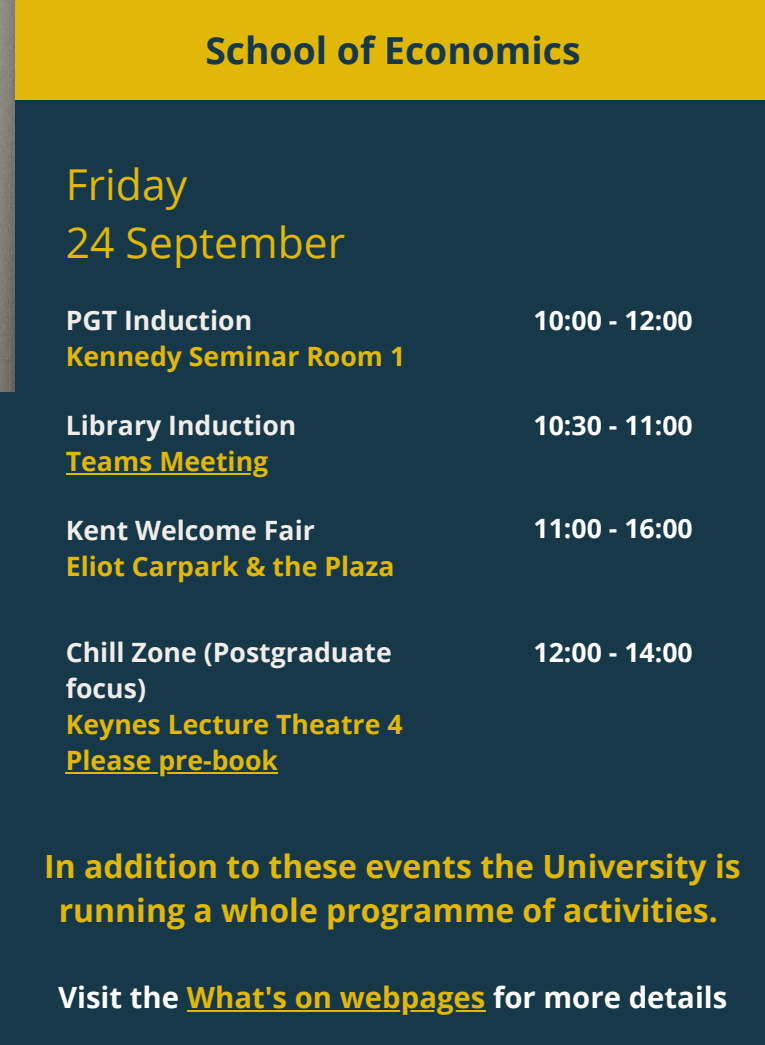 School of Economics
Friday
24 September
PGT Induction 10:00 - 12:00
Kennedy Seminar Room 1
Library Induction 10:30 - 11:00
Teams Meeting
Kent Welcome Fair 11:00 - 16:00
Eliot Carpark & the Plaza
Chill Zone (Postgraduate 12:00 - 14:00
focus)
Keynes Lecture Theatre 4
Please pre-book
In addition to these events the University is
running a whole programme of activities.
Visit the What's on webpages for more details